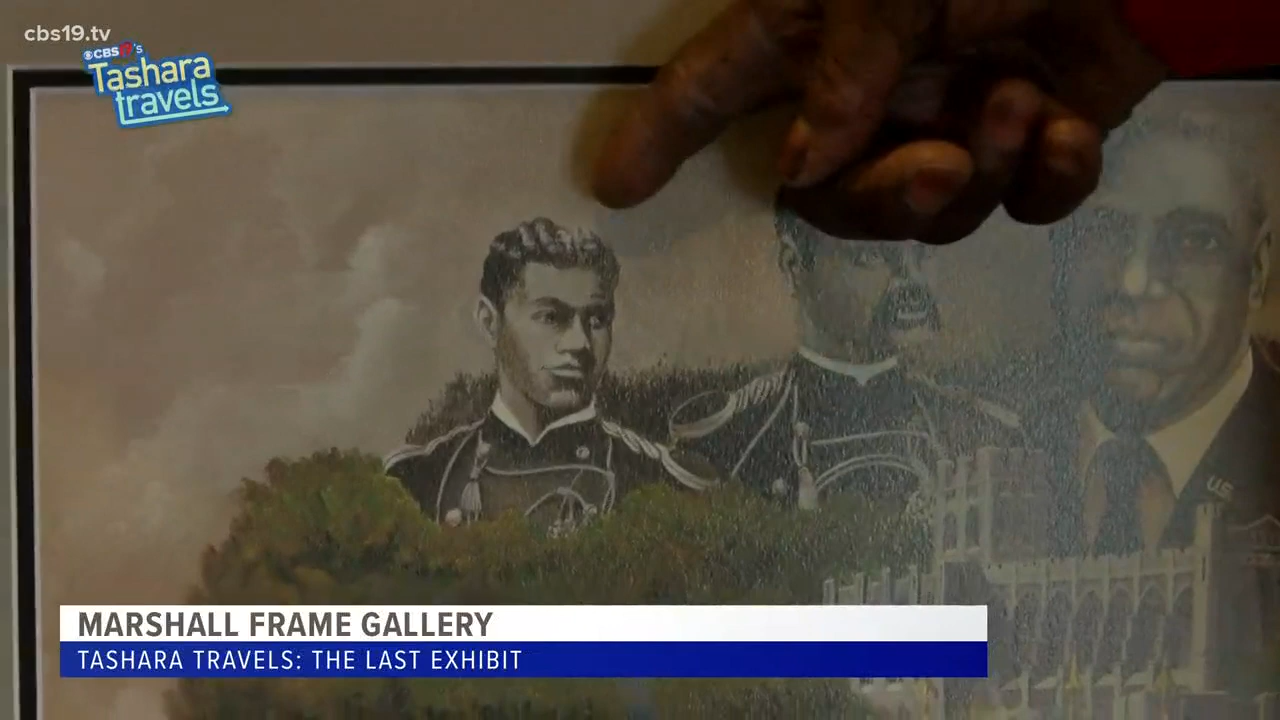 cbs19.tv
CBS19's
Tashara
travels
US
MARSHALL FRAME GALLERY
TASHARA TRAVELS: THE LAST EXHIBIT